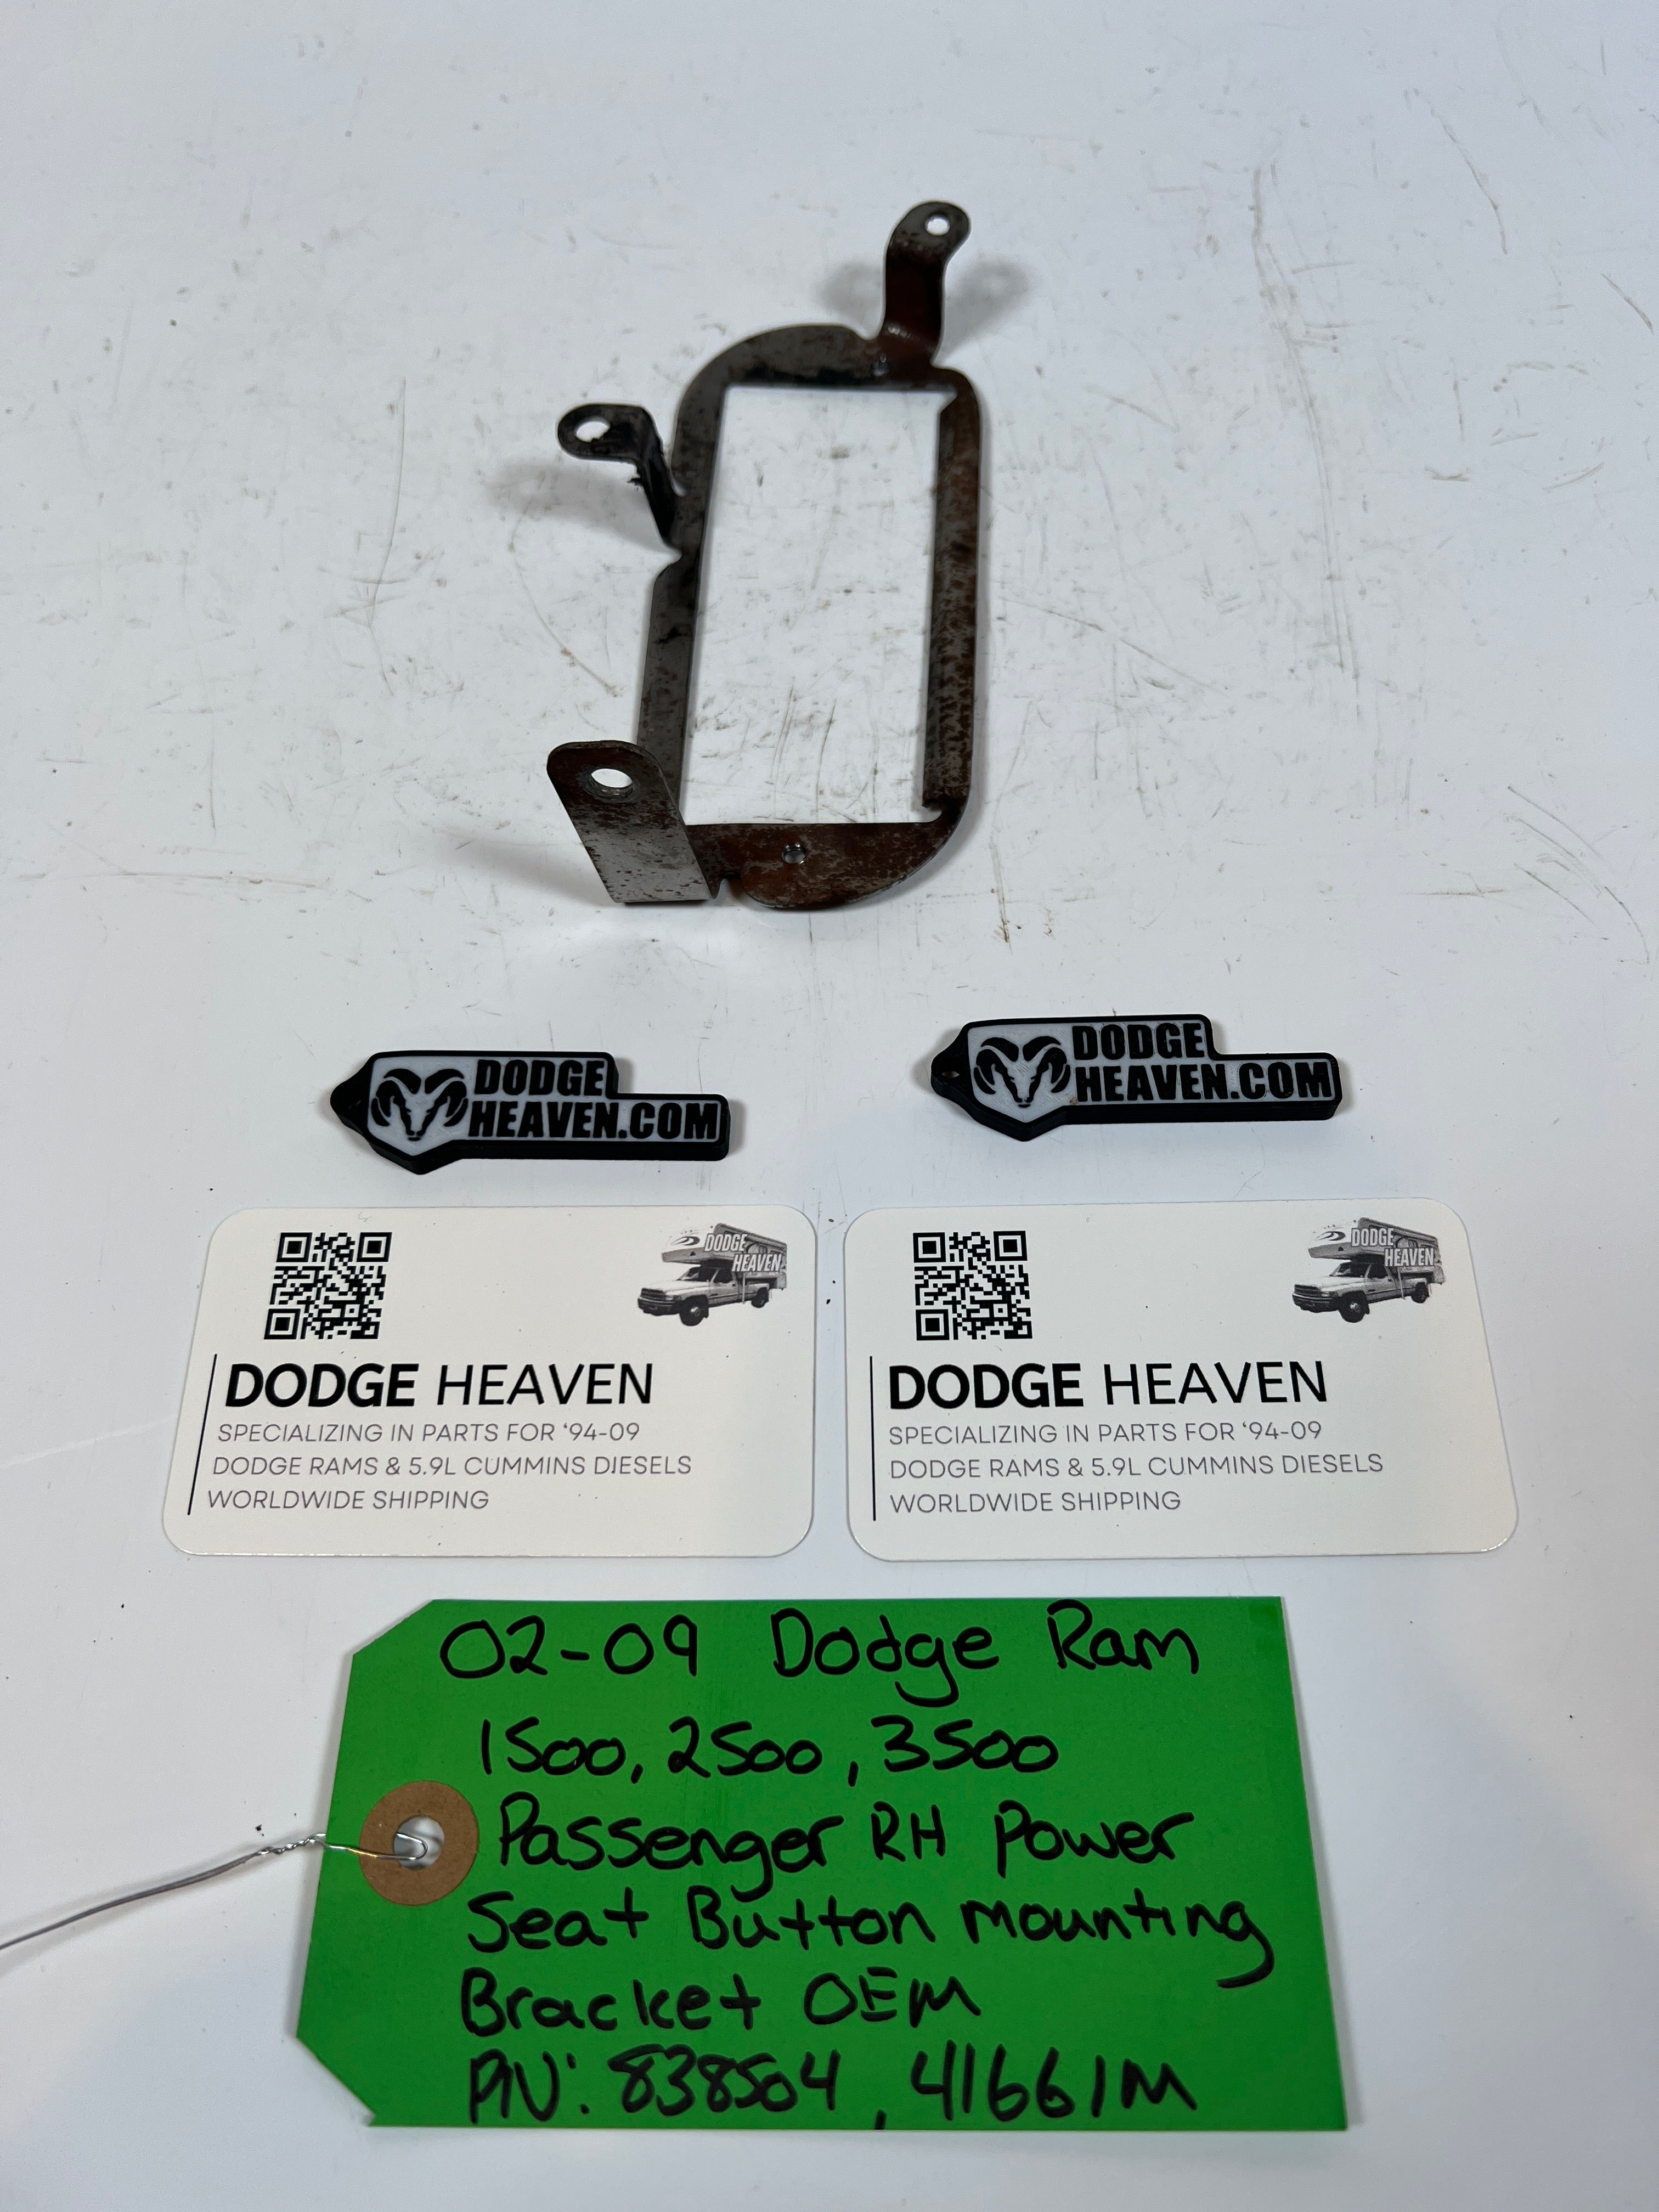 DODGE
HEAVEN.COM
DODGE
HEAVEN.COM
DODGE
HEAVEN
DODGE HEAVEN
SPECIALIZING IN PARTS FOR ‘94-09
DODGE RAMS & 5.9L CUMMINS DIESELS
WORLDWIDE SHIPPING
DODGE
HEAVEN
DODGE HEAVEN
SPECIALIZING IN PARTS FOR ‘94-09
DODGE RAMS & 5.9L CUMMINS DIESELS
WORLDWIDE SHIPPING
02-09 Dodge Ram
1500, 2500, 3500
Passenger RH Power
Seat Button Mounting
Bracket OEM
PN: 838504, 41661M